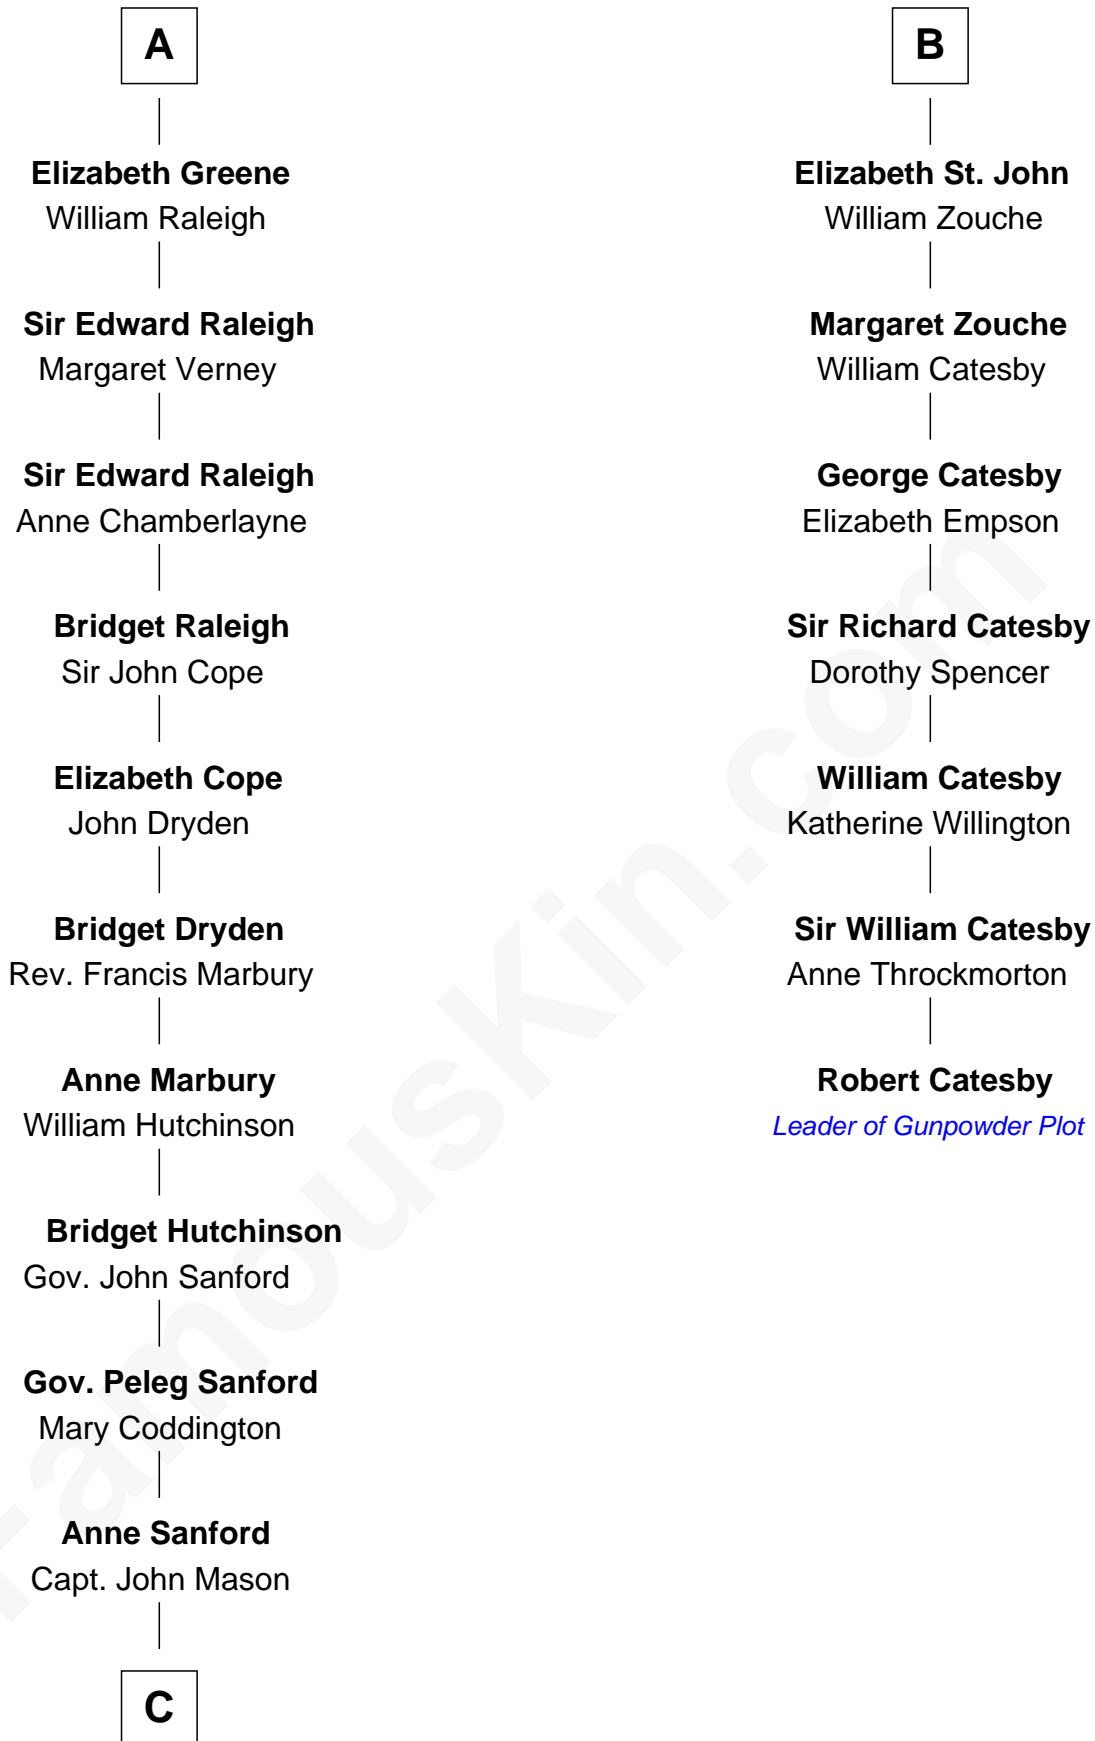 A
Elizabeth Greene
William Raleigh
Sir Edward Raleigh
Margaret Verney
Sir Edward Raleigh
Anne Chamberlayne
Bridget Raleigh
Sir John Cope
Elizabeth Cope
John Dryden
Bridget Dryden
Rev. Francis Marbury
Anne Marbury
William Hutchinson
Bridget Hutchinson
Gov. John Sanford
Gov. Peleg Sanford
Mary Coddington
Anne Sanford
Capt. John Mason
C
B
Elizabeth St. John
William Zouche
Margaret Zouche
William Catesby
George Catesby
Elizabeth Empson
Sir Richard Catesby
Dorothy Spencer
William Catesby
Katherine Willington
Sir William Catesby
Anne Throckmorton
Robert Catesby
Leader of Gunpowder Plot
FamousKin.com